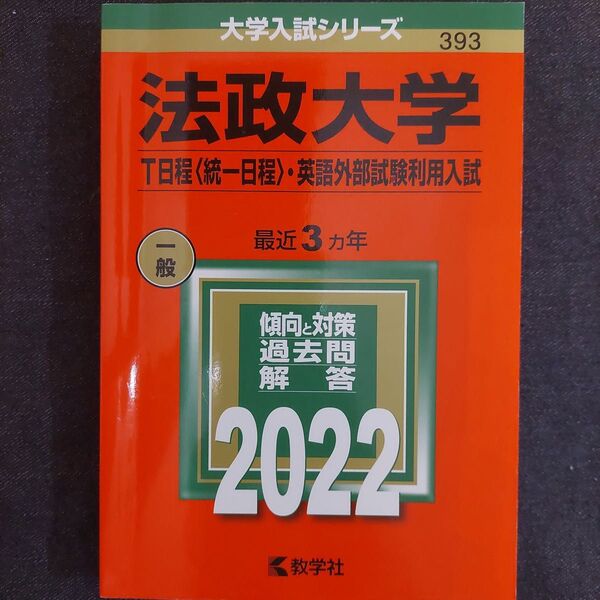 大学入試シリーズ
393
法政大学
T日程〈統一日程〉・英語外部試験利用入試
最近3ヵ年
一般
傾向と対策
過去問
解答
2022
教学社